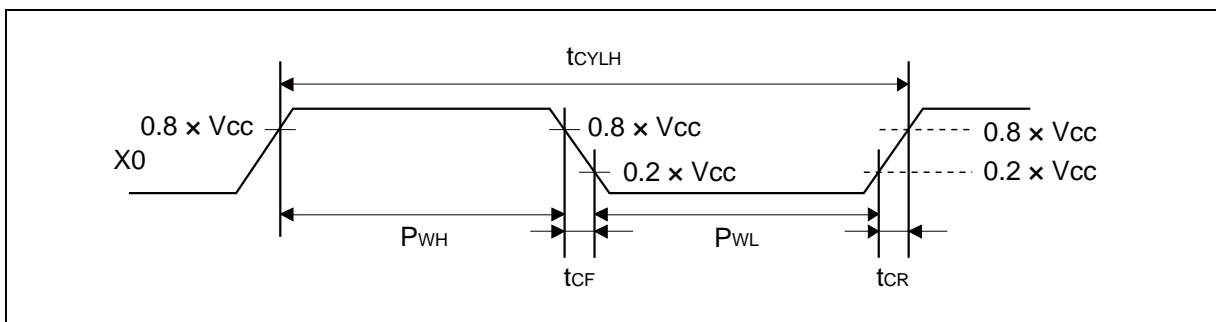 tCYLH
0.8 × Vcc
0.8 × Vcc
0.8 × Vcc
X0
0.2 × Vcc
0.2 × Vcc
PWH
PWL
tCF
tCR